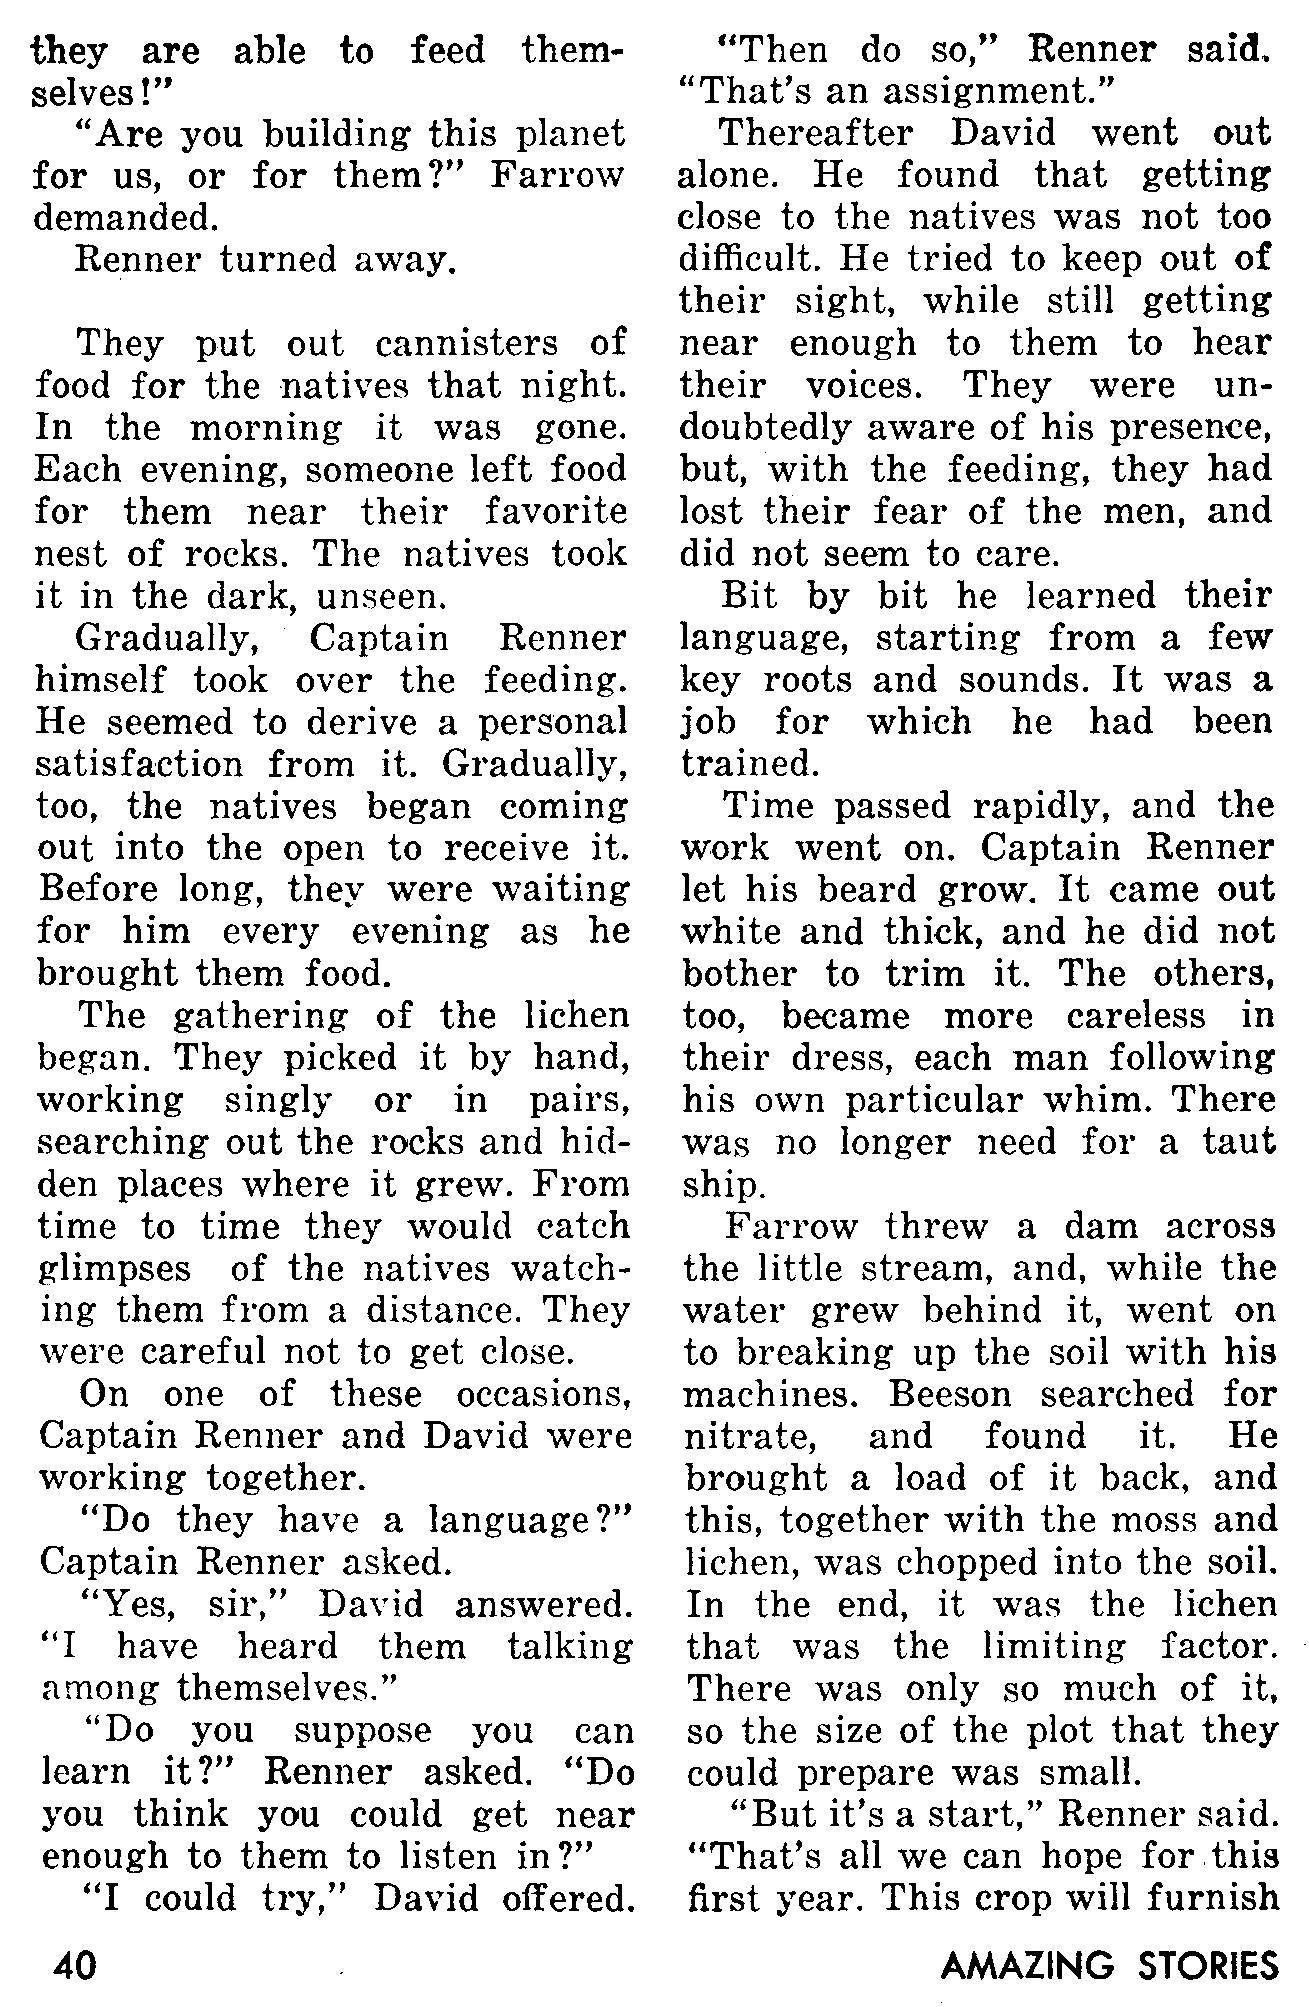 they are able to feed them-
selves!”
“Are you building this planet
for us, or for them?” Farrow
demanded.
Renner turned away.
They put out cannisters of
food for the natives that night.
In the morning it was gone.
Each evening, someone left food
for them near their favorite
nest of rocks. The natives took
it in the dark, unseen.
Gradually, Captain Renner
himself took over the feeding.
He seemed to derive a personal
satisfaction from it. Gradually,
too, the natives began coming
out into the open to receive it.
Before long, they were waiting
for him every evening as he
brought them food.
The gathering of the lichen
began. They picked it by hand,
working singly or in pairs,
searching out the rocks and hid-
den places where it grew. From
time to time they would catch
glimpses of the natives watch-
ing them from a distance. They
were careful not to get close.
On one of these occasions,
Captain Renner and David were
working together.
“Do they have a language?”
Captain Renner asked.
“Yes, sir,” David answered.
“I have heard them talking
among themselves.”
“Do you suppose you can
learn it?” Renner asked. “Do
you think you could get near
enough to them to listen in?”
“I could try,” David offered.
“Then do so,” Renner said.
“That’s an assignment.”
Thereafter David went out
alone. He found that getting
close to the natives was not too
difficult. He tried to keep out of
their sight, while still getting
near enough to them to hear
their voices. They were un-
doubtedly aware of his presence,
but, with the feeding, they had
lost their fear of the men, and
did not seem to care.
Bit by bit he learned their
language, starting from a few
key roots and sounds. It was a
job for which he had been
trained.
Time passed rapidly, and the
work went on. Captain Renner
let his beard grow. It came out
white and thick, and he did not
bother to trim it. The others,
too, became more careless in
their dress, each man following
his own particular whim. There
was no longer need for a taut
ship.
Farrow threw a dam across
the little stream, and, while the
water grew behind it, went on
to breaking up the soil with his
machines. Beeson searched for
nitrate, and found it. He
brought a load of it back, and
this, together with the moss and
lichen, was chopped into the soil.
In the end, it was the lichen
that was the limiting factor.
There was only so much of it,
so the size of the plot that they
could prepare was small.
“But it’s a start,” Renner said.
“That’s all we can hope for this
first year. This crop will furnish
40
AMAZING STORIES